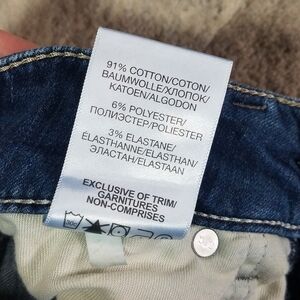 91% COTTON/COTON/
BAUMWOLLE/ХЛОПОК/
KATOEN/ALGODON
6% POLYESTER/
ПОЛИЭСТЕР/POLIESTER
3% ELASTANE/
ELASTHANNE/ELASTHAN/
ЭЛАСТАН/ELASTAAN
EXCLUSIVE OF TRIM/
GARNITURES
NON-COMPRISES